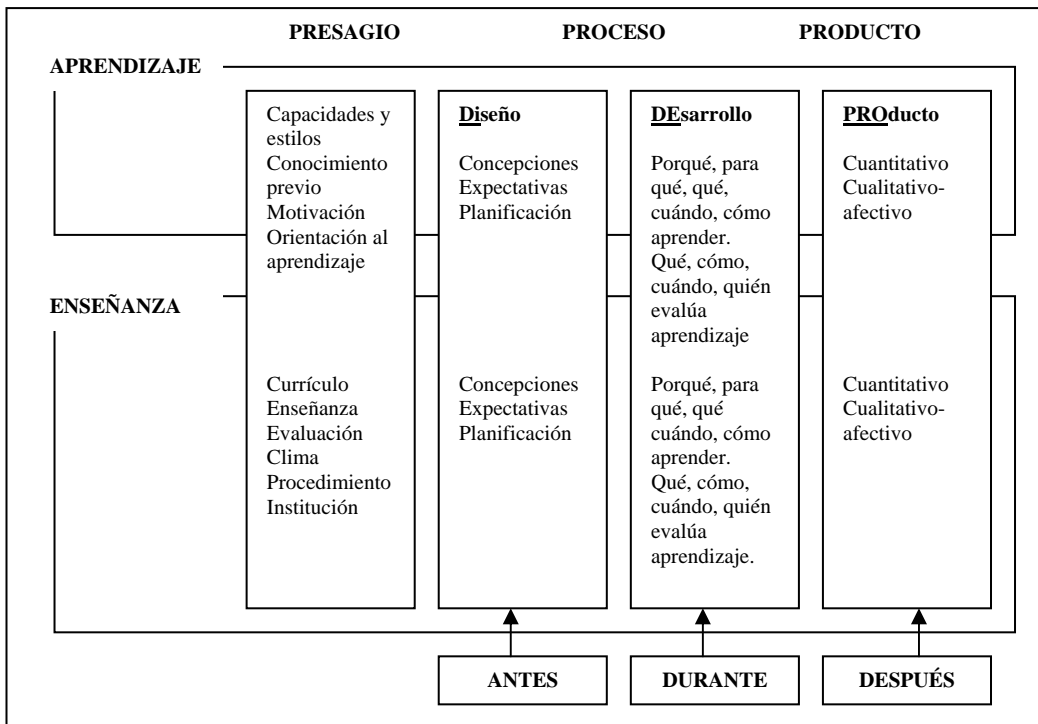 PRESAGIO PROCESO PRODUCTO
APRENDIZAJE
Capacidades y
estilos
Conocimiento
previo
Motivación
Orientación al
aprendizaje
DIseño
Concepciones
Expectativas
Planificación
DEsarrollo
Porqué, para
qué, qué,
cuándo, cómo
aprender.
Qué, cómo,
cuándo, quién
evalúa
aprendizaje
PROducto
Cuantitativo
Cualitativo-
afectivo
ENSEÑANZA
Currículo
Enseñanza
Evaluación
Clima
Procedimiento
Institución
Concepciones
Expectativas
Planificación
Porqué, para
qué, qué
cuándo, cómo
aprender.
Qué, cómo,
cuándo, quién
evalúa
aprendizaje.
Cuantitativo
Cualitativo-
afectivo
ANTES
DURANTE
DESPUÉS